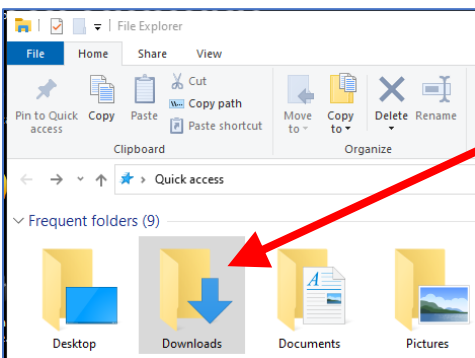 File Explorer
File Home Share View
Pin to Quick access
Copy
Paste
Cut
Copy path
Paste shortcut
Move to
Copy to
Delete
Rename
Clipboard
Organize
Quick access
Frequent folders (9)
Desktop
Downloads
Documents
Pictures